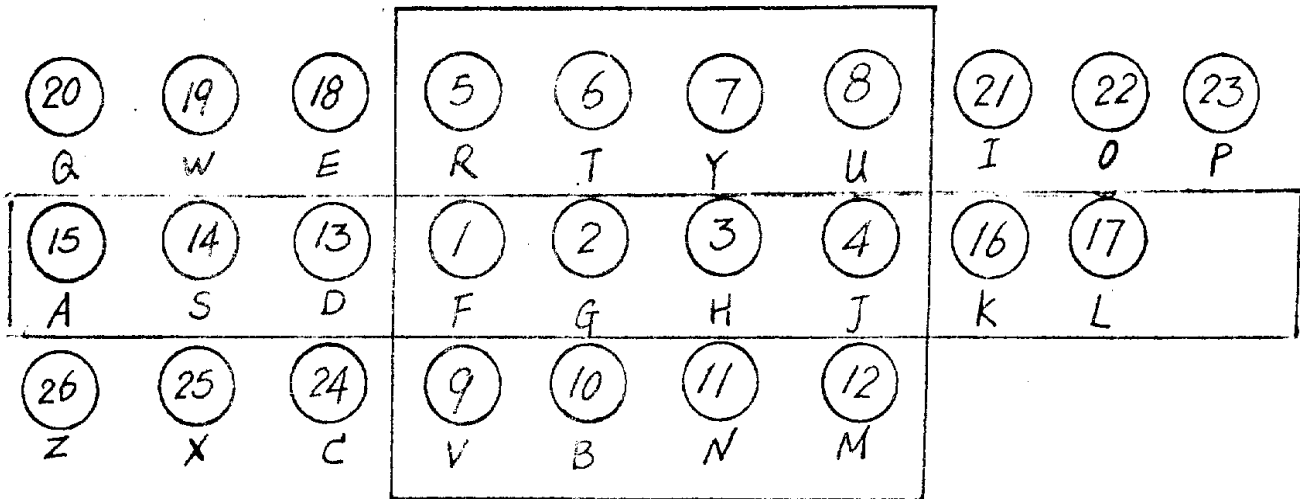 20 19 18 5 6 7 8 21 22 23
Q W E R T Y U I O P
15 14 13 1 2 3 4 16 17
A S D F G H J K L
26 25 24 9 10 11 12
Z X C V B N M